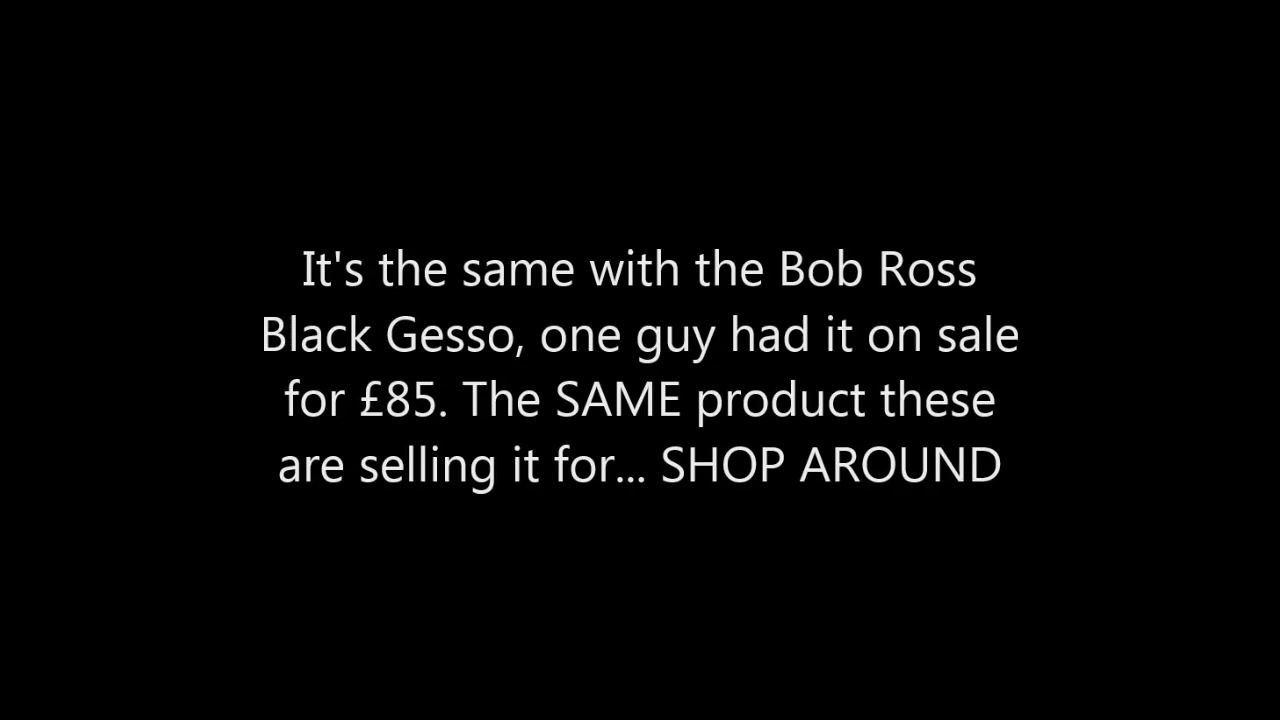 It's the same with the Bob Ross
Black Gesso, one guy had it on sale
for £85. The SAME product these
are selling it for... SHOP AROUND